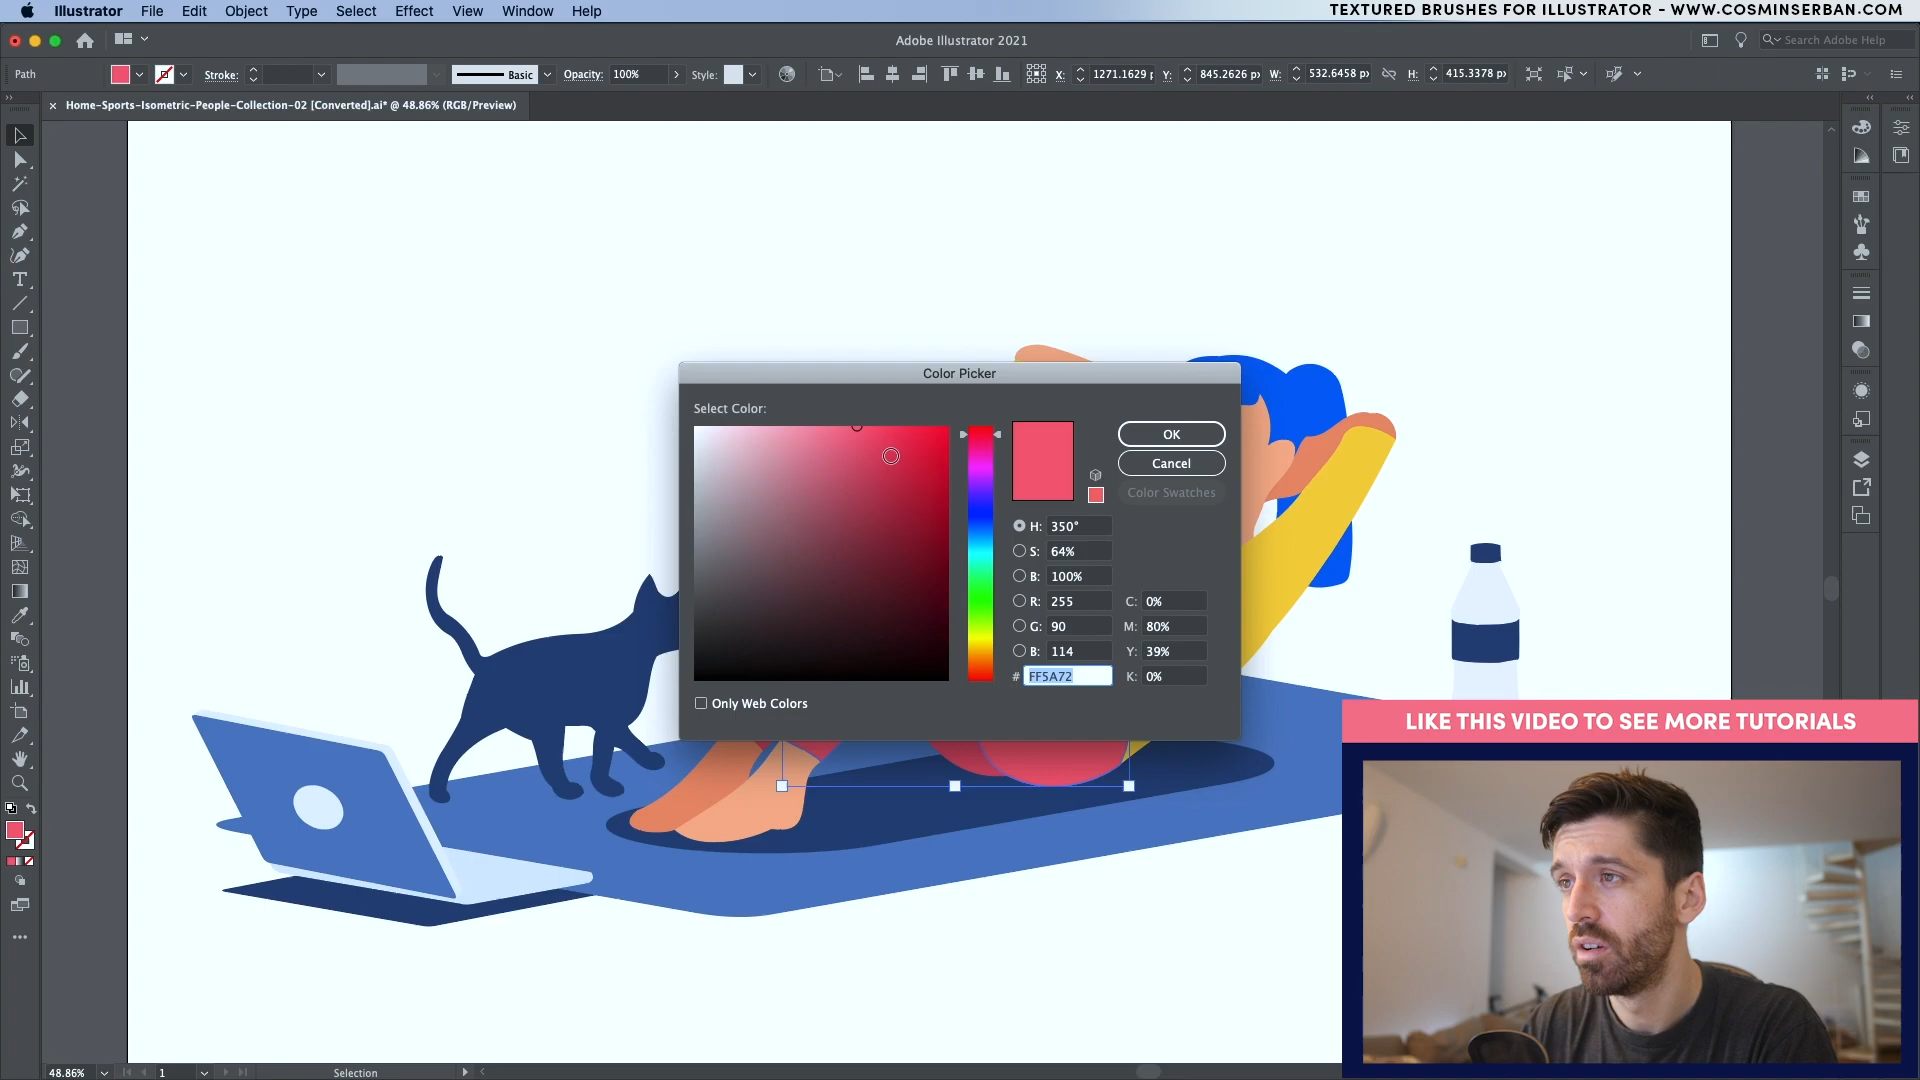 Illustrator File Edit Object Type Select Effect View Window Help
TEXTURED BRUSHES FOR ILLUSTRATOR - WWW.COSMINSERBAN.COM
Adobe Illustrator 2021
Search Adobe Help
Path
Stroke:
Basic
Opacity: 100%
Style:
X: 1271.1629 p
Y: 845.2626 px
W: 532.6458 px
H: 415.3378 px
× Home-Sports-Isometric-People-Collection-02 [Converted].ai* @ 48.86% (RGB/Preview)
Color Picker
Select Color:
OK
Cancel
Color Swatches
H: 350°
S: 64%
B: 100%
R: 255 C: 0%
G: 90 M: 80%
B: 114 Y: 39%
# FF5A72 K: 0%
Only Web Colors
LIKE THIS VIDEO TO SEE MORE TUTORIALS
48.86% 1 Selection